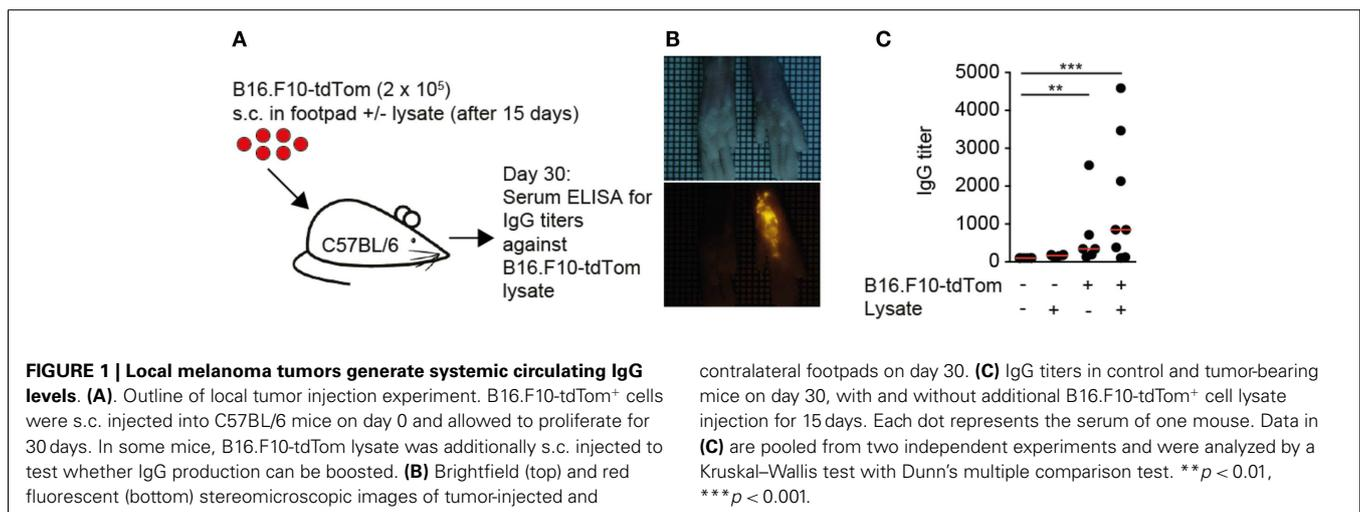 A
B16.F10-tdTom (2 x 10⁵)
s.c. in footpad +/- lysate (after 15 days)
C57BL/6
Day 30:
Serum ELISA for
IgG titers
against
B16.F10-tdTom
lysate
B
C
IgG titer
5000
4000
3000
2000
1000
0
***
**
B16.F10-tdTom - - + +
Lysate - + - +
FIGURE 1 | Local melanoma tumors generate systemic circulating IgG
levels. (A). Outline of local tumor injection experiment. B16.F10-tdTom⁺ cells
were s.c. injected into C57BL/6 mice on day 0 and allowed to proliferate for
30 days. In some mice, B16.F10-tdTom lysate was additionally s.c. injected to
test whether IgG production can be boosted. (B) Brightfield (top) and red
fluorescent (bottom) stereomicroscopic images of tumor-injected and
contralateral footpads on day 30. (C) IgG titers in control and tumor-bearing
mice on day 30, with and without additional B16.F10-tdTom⁺ cell lysate
injection for 15 days. Each dot represents the serum of one mouse. Data in
(C) are pooled from two independent experiments and were analyzed by a
Kruskal–Wallis test with Dunn's multiple comparison test. **p < 0.01,
***p < 0.001.